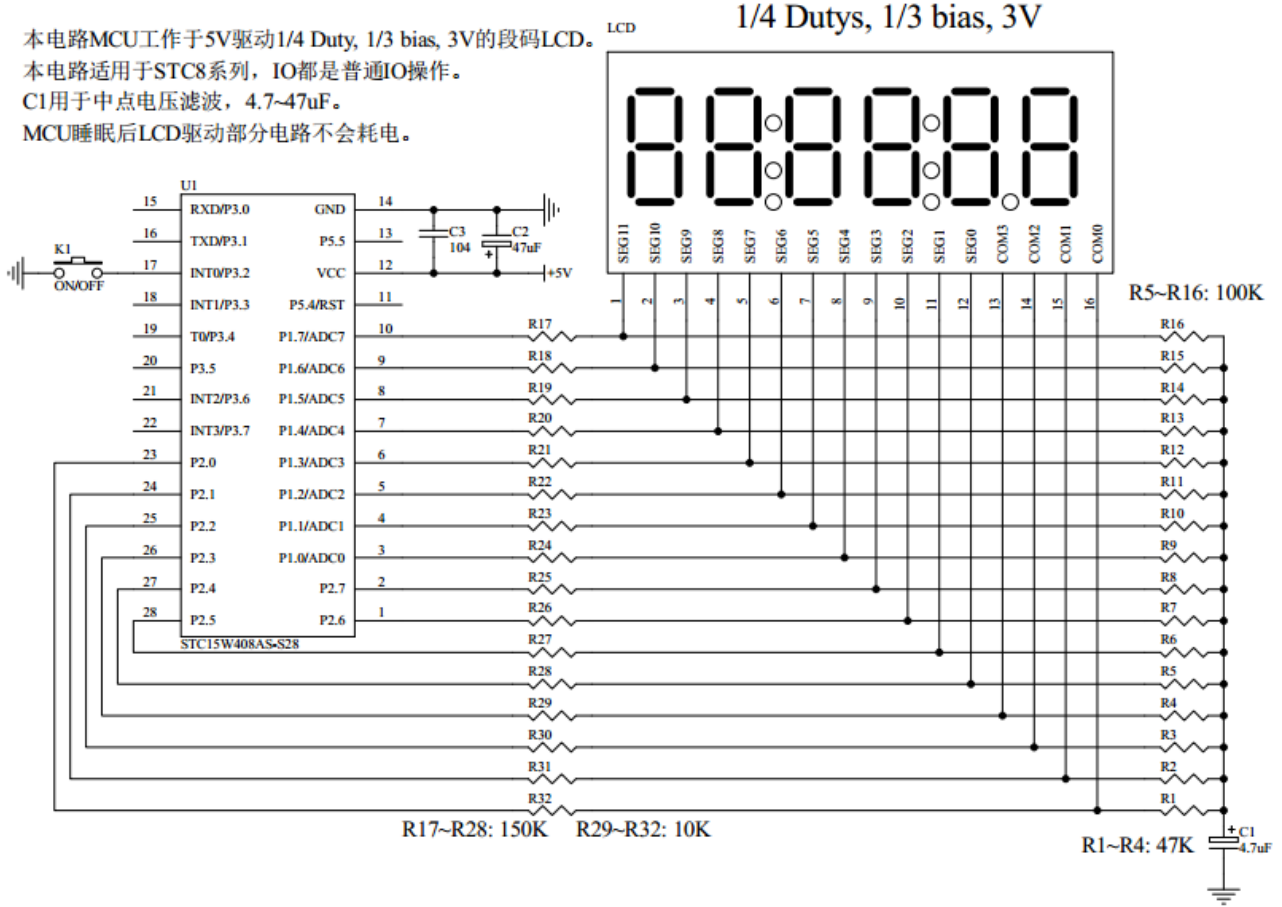 1/4 Dutys, 1/3 bias, 3V
LCD
本电路MCU工作于5V驱动1/4 Duty, 1/3 bias, 3V的段码LCD。
本电路适用于STC8系列，IO都是普通IO操作。
C1用于中点电压滤波，4.7~47uF。
MCU睡眠后LCD驱动部分电路不会耗电。
SEG11 SEG10 SEG9 SEG8 SEG7 SEG6 SEG5 SEG4 SEG3 SEG2 SEG1 SEG0 COM3 COM2 COM1 COM0
1 2 3 4 5 6 7 8 9 10 11 12 13 14 15 16
R5~R16: 100K
U1
15 RXD/P3.0 GND 14
16 TXD/P3.1 P5.5 13
C3
104
C2
+
47uF
K1
ON/OFF
17 INT0/P3.2 VCC 12
+5V
18 INT1/P3.3 P5.4/RST 11
19 T0/P3.4 P1.7/ADC7 10 R17 R16
20 P3.5 P1.6/ADC6 9 R18 R15
21 INT2/P3.6 P1.5/ADC5 8 R19 R14
22 INT3/P3.7 P1.4/ADC4 7 R20 R13
23 P2.0 P1.3/ADC3 6 R21 R12
24 P2.1 P1.2/ADC2 5 R22 R11
25 P2.2 P1.1/ADC1 4 R23 R10
26 P2.3 P1.0/ADC0 3 R24 R9
27 P2.4 P2.7 2 R25 R8
28 P2.5 P2.6 1 R26 R7
STC15W408AS-S28
R27 R6
R28 R5
R29 R4
R30 R3
R31 R2
R32 R1
R17~R28: 150K R29~R32: 10K
R1~R4: 47K
+
C1
4.7uF